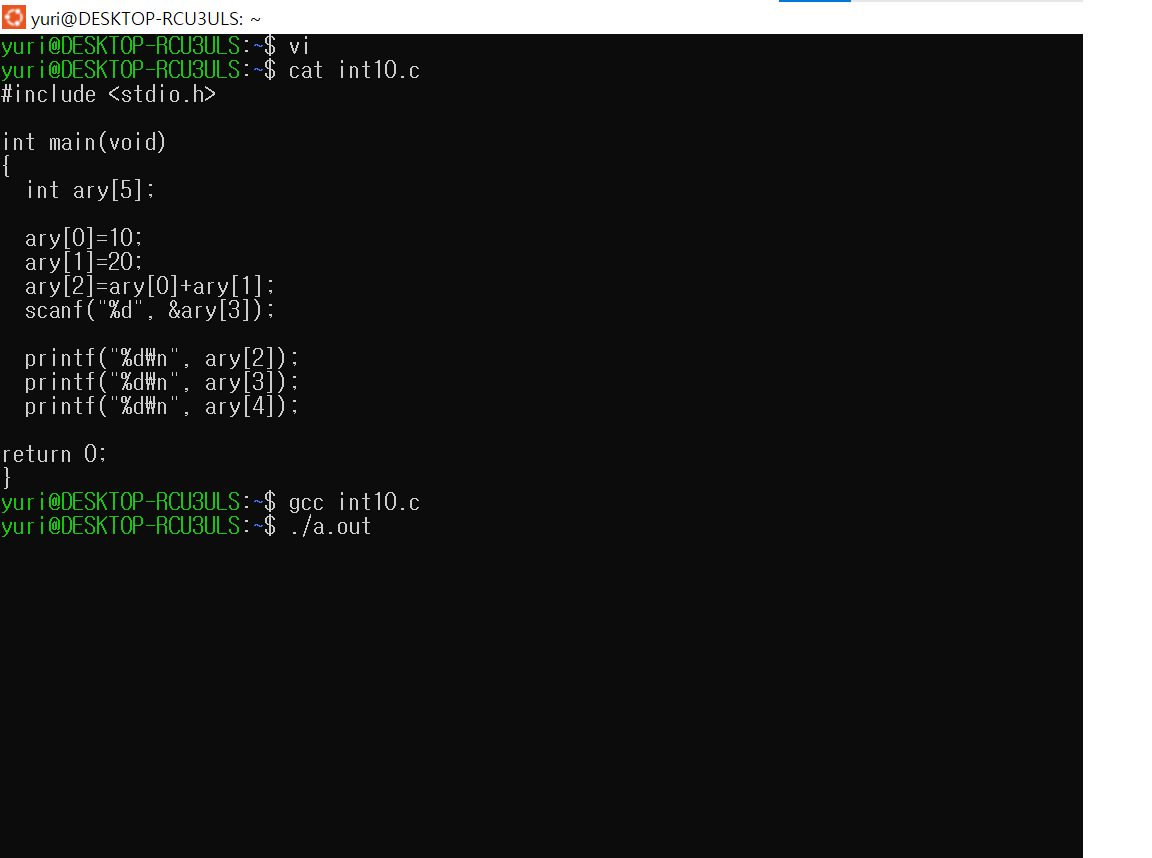 yuri@DESKTOP-RCU3ULS: ~
yuri@DESKTOP-RCU3ULS:~$ vi
yuri@DESKTOP-RCU3ULS:~$ cat int10.c
#include <stdio.h>
int main(void)
{
  int ary[5];
  ary[0]=10;
  ary[1]=20;
  ary[2]=ary[0]+ary[1];
  scanf("%d", &ary[3]);
  printf("%d₩n", ary[2]);
  printf("%d₩n", ary[3]);
  printf("%d₩n", ary[4]);
return 0;
}
yuri@DESKTOP-RCU3ULS:~$ gcc int10.c
yuri@DESKTOP-RCU3ULS:~$ ./a.out